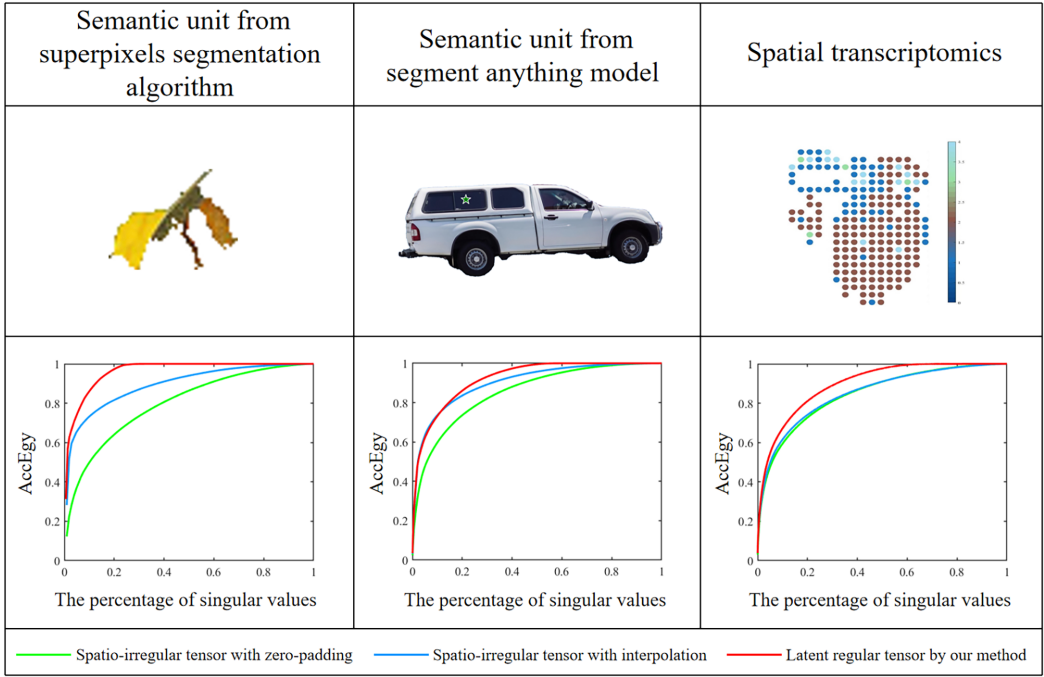 Semantic unit from
superpixels segmentation
algorithm
Semantic unit from
segment anything model
Spatial transcriptomics
1
0.8
0.6
0.4
0.2
0
AccEgy
0 0.2 0.4 0.6 0.8 1
The percentage of singular values
1
0.8
0.6
0.4
0.2
0
AccEgy
0 0.2 0.4 0.6 0.8 1
The percentage of singular values
1
0.8
0.6
0.4
0.2
0
AccEgy
0 0.2 0.4 0.6 0.8 1
The percentage of singular values
Spatio-irregular tensor with zero-padding
Spatio-irregular tensor with interpolation
Latent regular tensor by our method